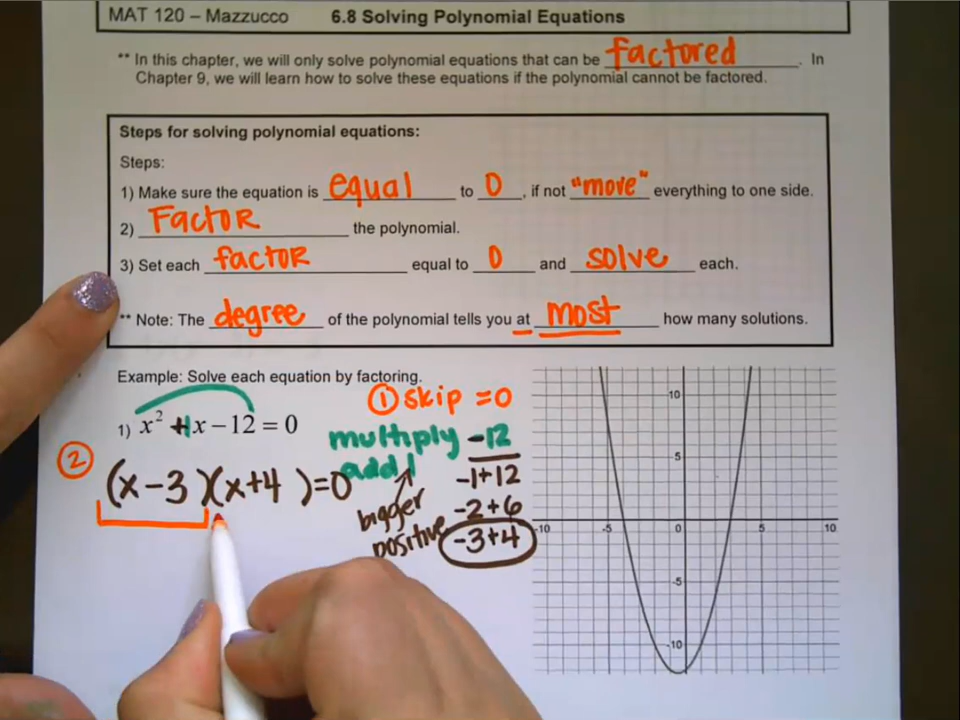 MAT 120 – Mazzucco 6.8 Solving Polynomial Equations
** In this chapter, we will only solve polynomial equations that can be factored. In
Chapter 9, we will learn how to solve these equations if the polynomial cannot be factored.
Steps for solving polynomial equations:
Steps:
1) Make sure the equation is equal to 0, if not "move" everything to one side.
2) FactoR the polynomial.
3) Set each factoR equal to 0 and solve each.
** Note: The degree of the polynomial tells you at most how many solutions.
Example: Solve each equation by factoring.
① skip =0
1) x² + 1x − 12 = 0
multiply -12
add 1
② (x-3)(x+4)=0
bigger
positive
-1+12
-2+6
-3+4
10
5
-10 -5 0 5 10
-5
-10